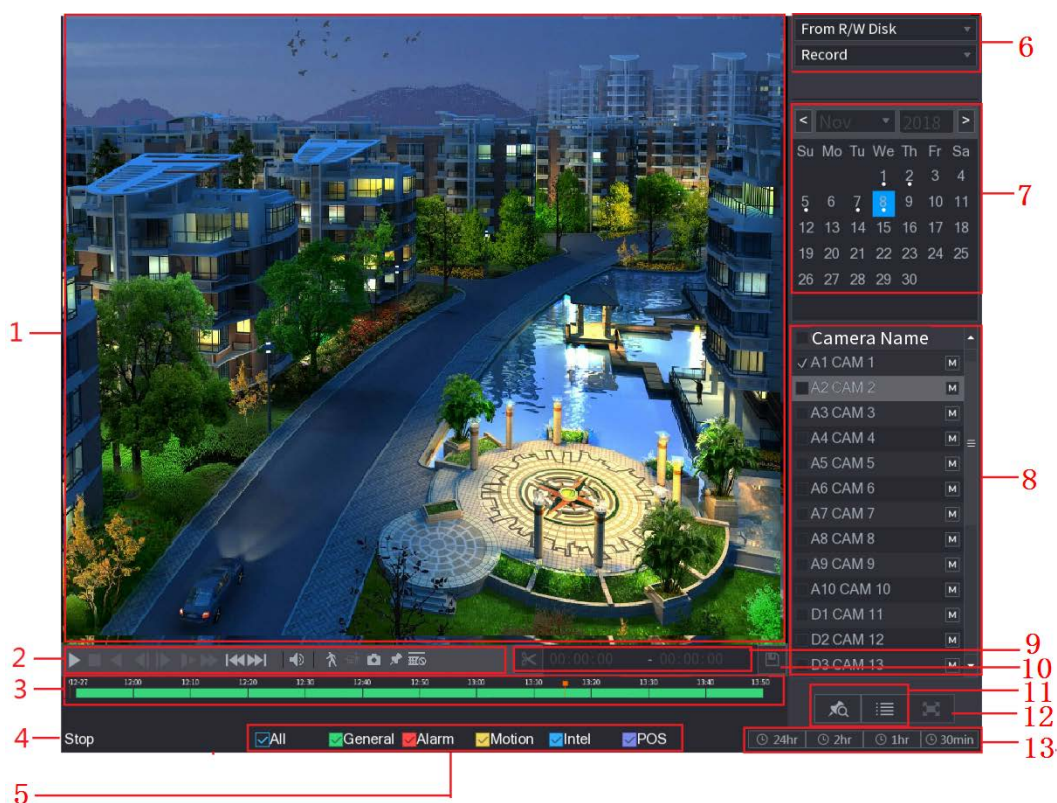 From R/W Disk
Record
6
< Nov 2018 >
Su Mo Tu We Th Fr Sa
1 2 3 4
5 6 7 8 9 10 11
12 13 14 15 16 17 18
19 20 21 22 23 24 25
26 27 28 29 30
7
1
Camera Name
A1 CAM 1 M
A2 CAM 2 M
A3 CAM 3 M
A4 CAM 4 M
A5 CAM 5 M
A6 CAM 6 M
A7 CAM 7 M
A8 CAM 8 M
A9 CAM 9 M
A10 CAM 10 M
D1 CAM 11 M
D2 CAM 12 M
D3 CAM 13 M
8
2
00:00:00 - 00:00:00
9
10
3
12:27 12:00 12:10 12:20 12:30 12:40 12:50 13:00 13:10 13:20 13:30 13:40 13:50
11
12
4
Stop
All General Alarm Motion Intel POS
24hr 2hr 1hr 30min
13
5